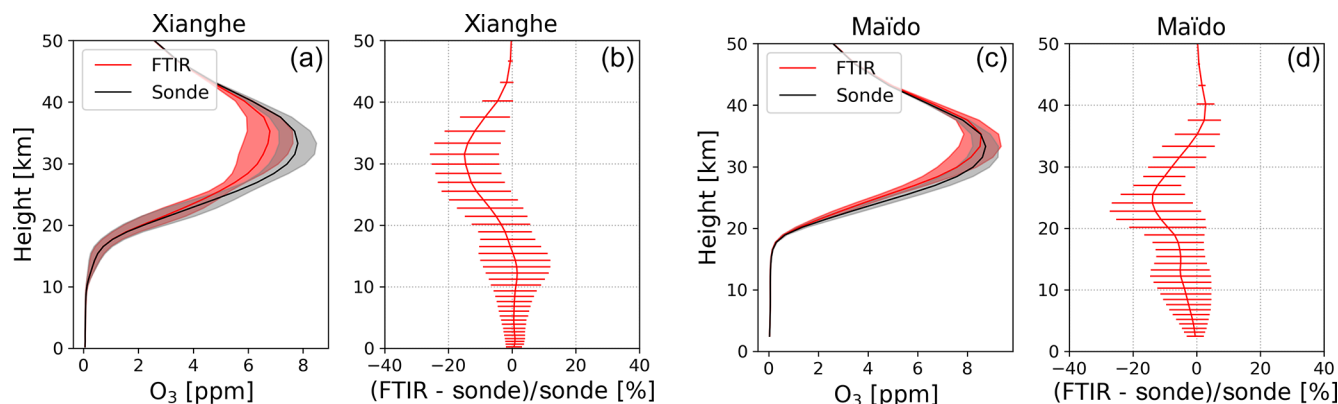 Xianghe
Maïdo
Maïdo
(a)
FTIR
Sonde
50
40
30
20
10
0
Height [km]
0 2 4 6 8
O₃ [ppm]
(b)
50
40
30
20
10
0
−40 −20 0 20 40
(FTIR - sonde)/sonde [%]
(c)
FTIR
Sonde
50
40
30
20
10
0
Height [km]
0 2 4 6 8
O₃ [ppm]
(d)
50
40
30
20
10
0
−40 −20 0 20 40
(FTIR - sonde)/sonde [%]
Xianghe